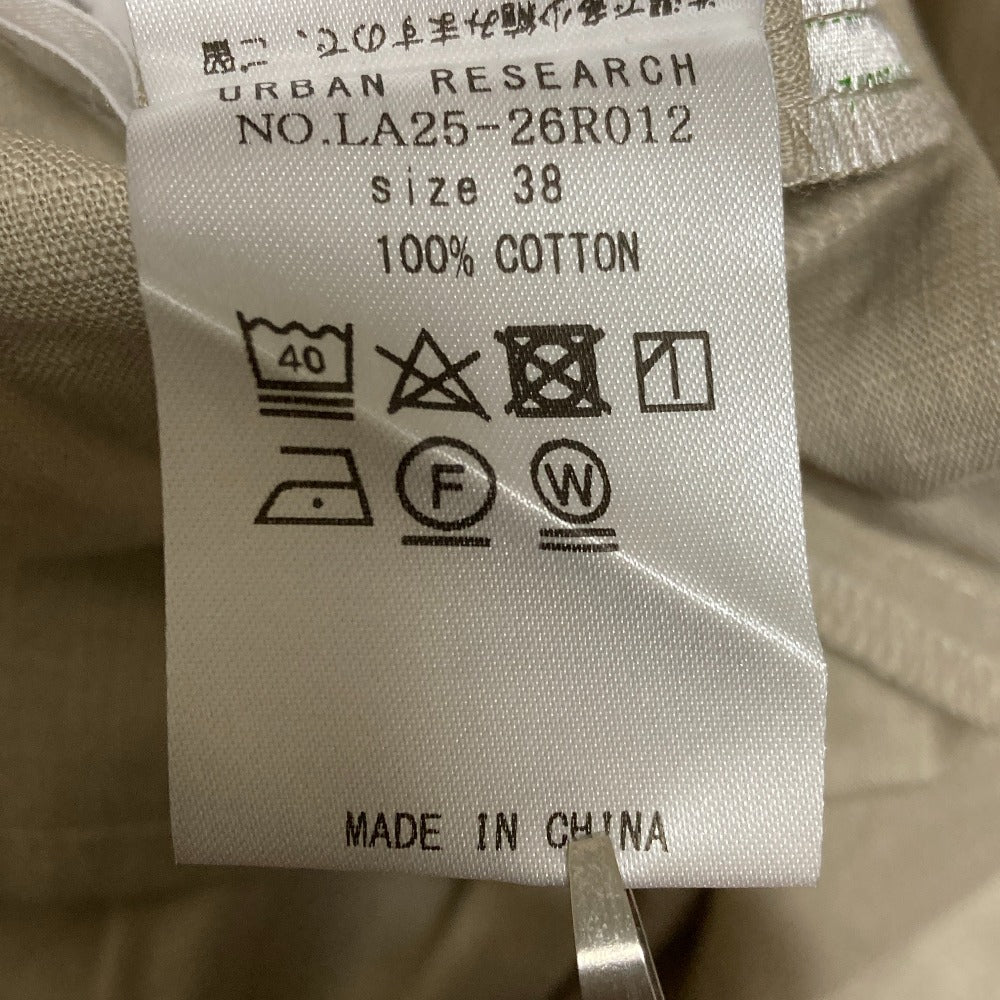 URBAN RESEARCH
NO.LA25-26R012
size 38
100% COTTON
40
F
W
MADE IN CHINA